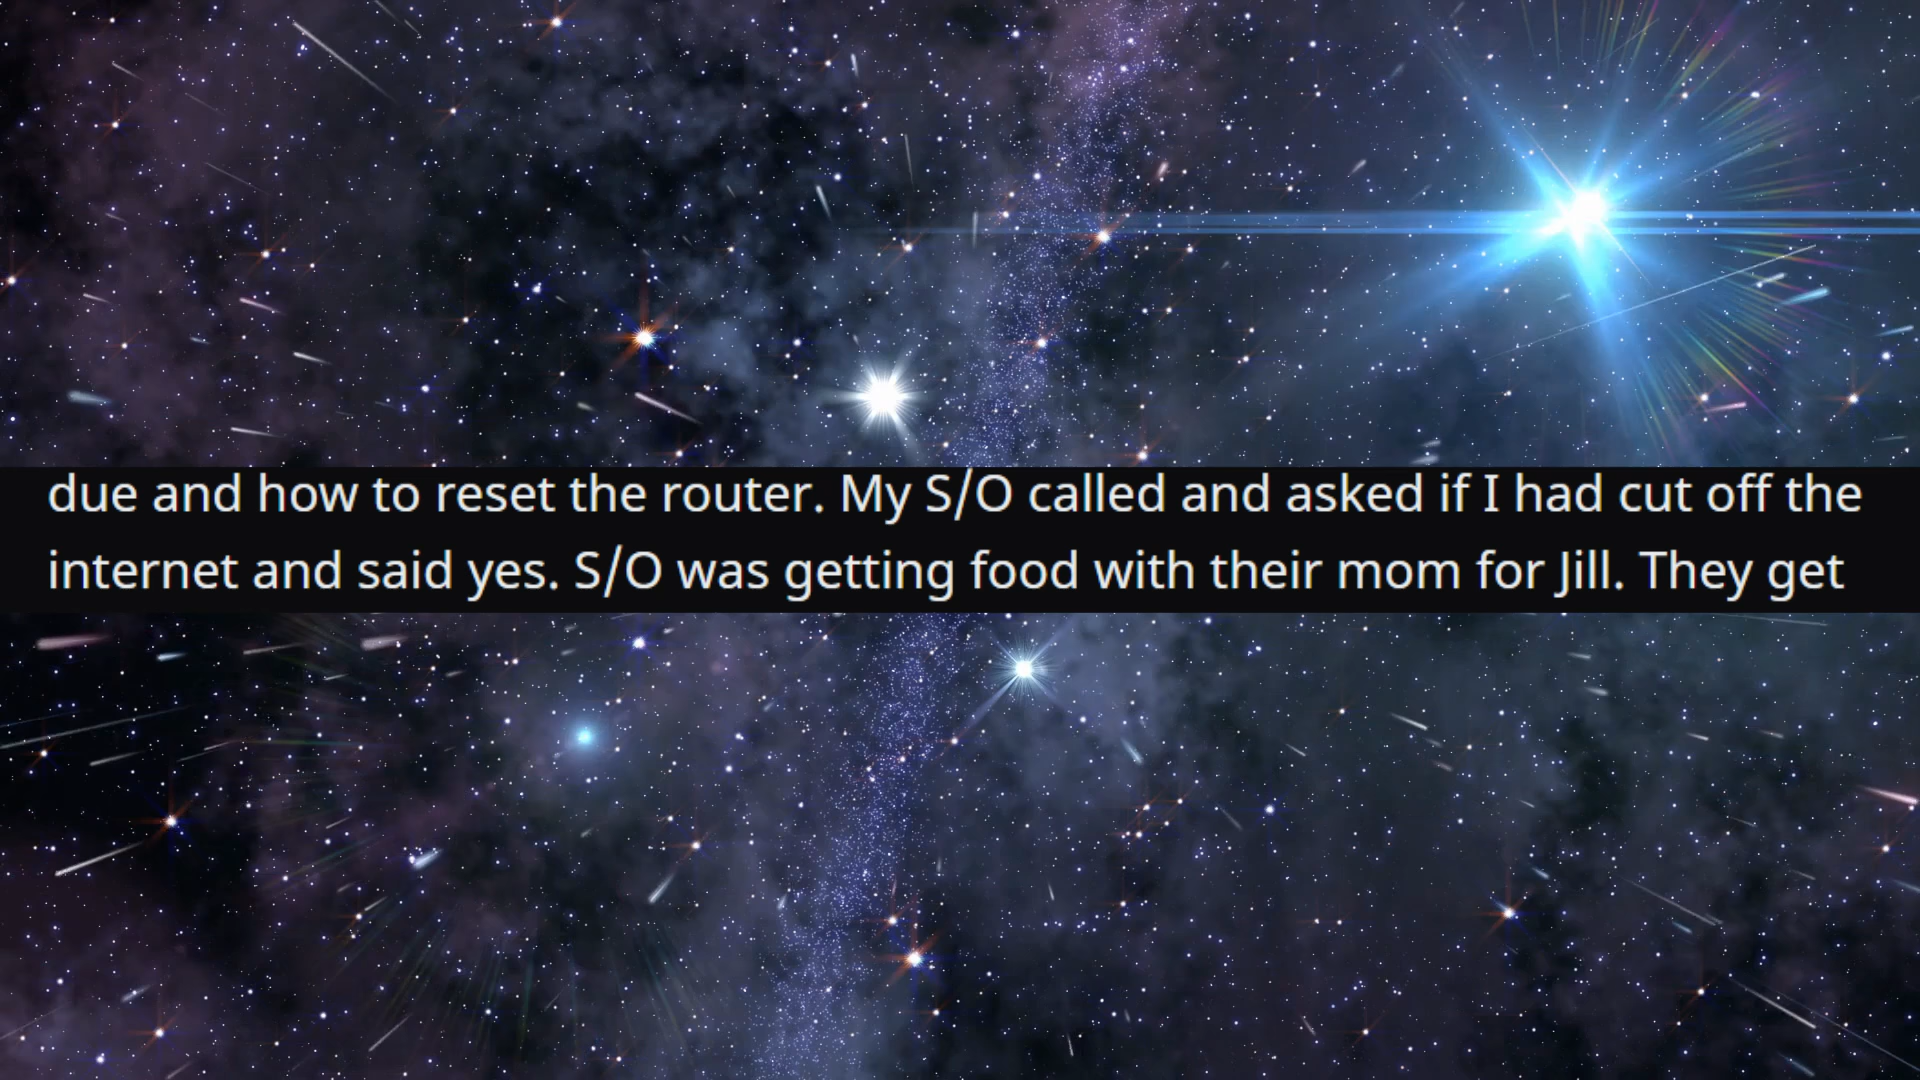 due and how to reset the router. My S/O called and asked if I had cut off the
internet and said yes. S/O was getting food with their mom for Jill. They get